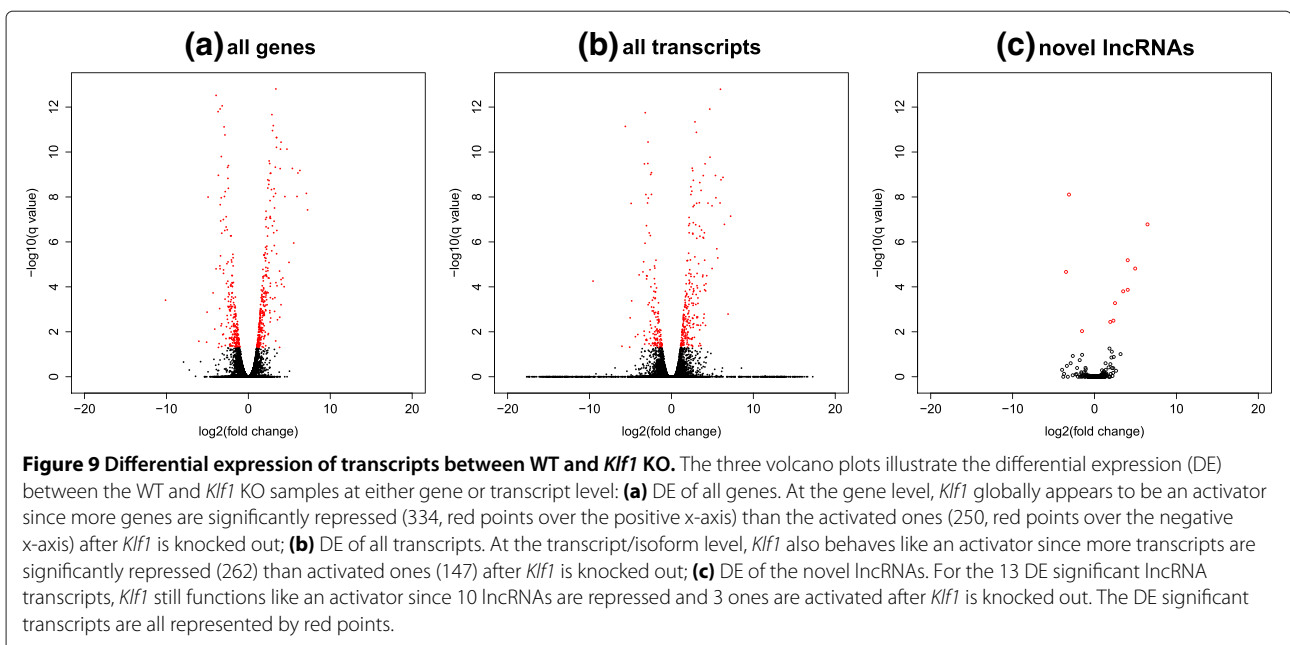 (a) all genes
(b) all transcripts
(c) novel lncRNAs
−log10(q value)
0 2 4 6 8 10 12
−20 −10 0 10 20
log2(fold change)
−log10(q value)
0 2 4 6 8 10 12
−20 −10 0 10 20
log2(fold change)
−log10(q value)
0 2 4 6 8 10 12
−20 −10 0 10 20
log2(fold change)
Figure 9 Differential expression of transcripts between WT and Klf1 KO. The three volcano plots illustrate the differential expression (DE)
between the WT and Klf1 KO samples at either gene or transcript level: (a) DE of all genes. At the gene level, Klf1 globally appears to be an activator
since more genes are significantly repressed (334, red points over the positive x-axis) than the activated ones (250, red points over the negative
x-axis) after Klf1 is knocked out; (b) DE of all transcripts. At the transcript/isoform level, Klf1 also behaves like an activator since more transcripts are
significantly repressed (262) than activated ones (147) after Klf1 is knocked out; (c) DE of the novel lncRNAs. For the 13 DE significant lncRNA
transcripts, Klf1 still functions like an activator since 10 lncRNAs are repressed and 3 ones are activated after Klf1 is knocked out. The DE significant
transcripts are all represented by red points.